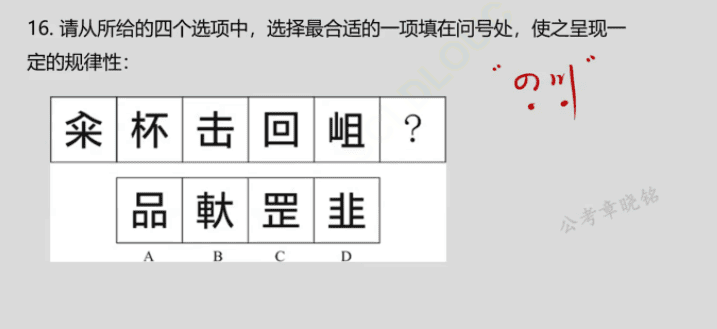 16. 请从所给的四个选项中，选择最合适的一项填在问号处，使之呈现一
定的规律性：
籴 杯 击 回 岨 ?
品 軑 罡 韭
A B C D
公考章晓铭